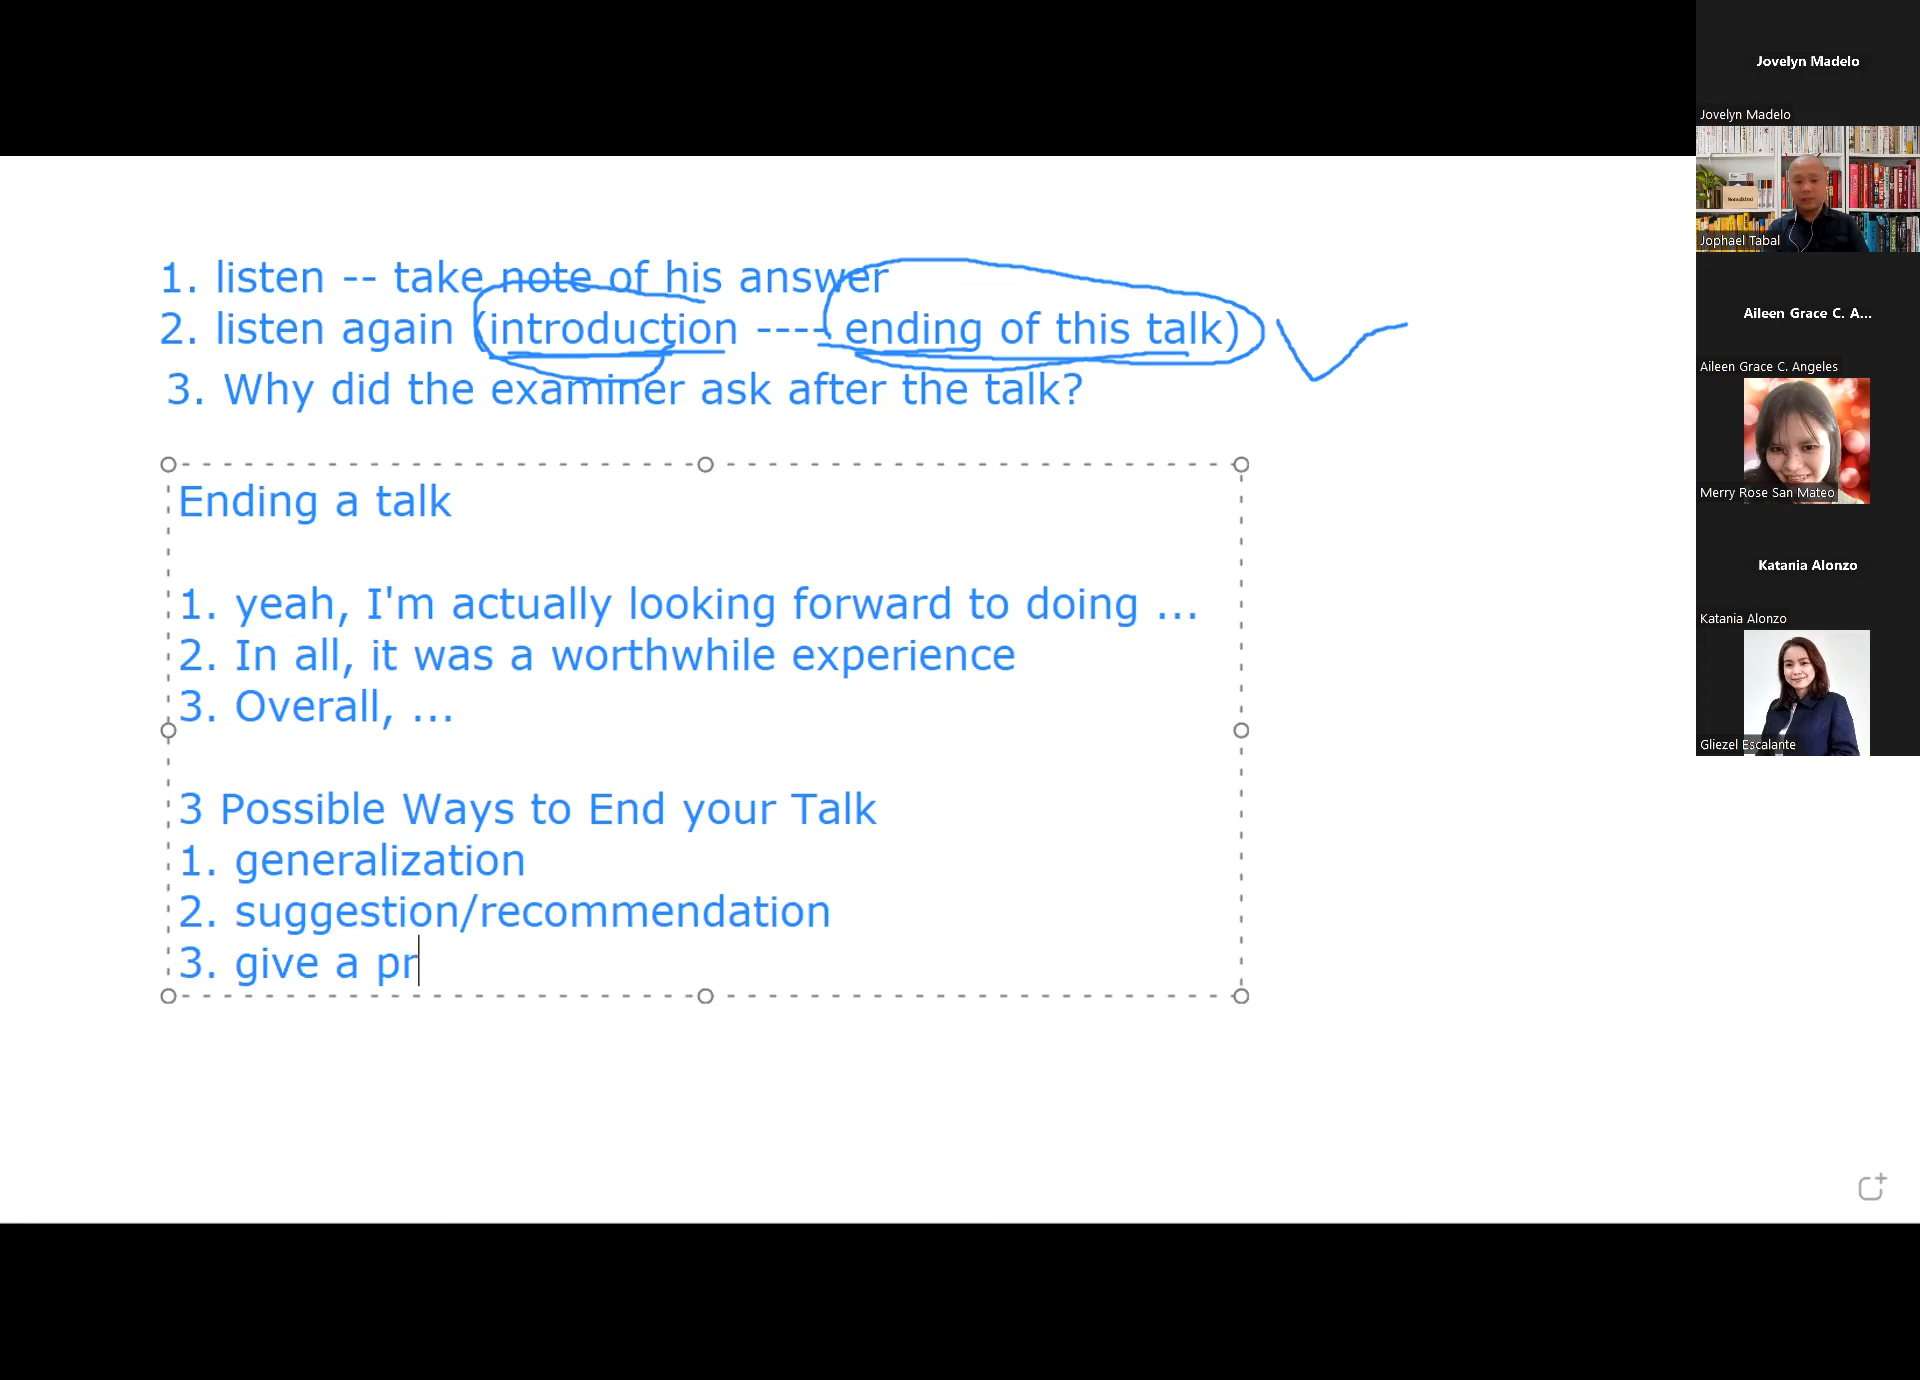 1. listen -- take note of his answer
2. listen again (introduction ---- ending of this talk)
3. Why did the examiner ask after the talk?
Ending a talk
1. yeah, I'm actually looking forward to doing ...
2. In all, it was a worthwhile experience
3. Overall, ...
3 Possible Ways to End your Talk
1. generalization
2. suggestion/recommendation
3. give a pr
Jovelyn Madelo
Jovelyn Madelo
Jophael Tabal
Aileen Grace C. A...
Aileen Grace C. Angeles
Merry Rose San Mateo
Katania Alonzo
Katania Alonzo
Gliezel Escalante